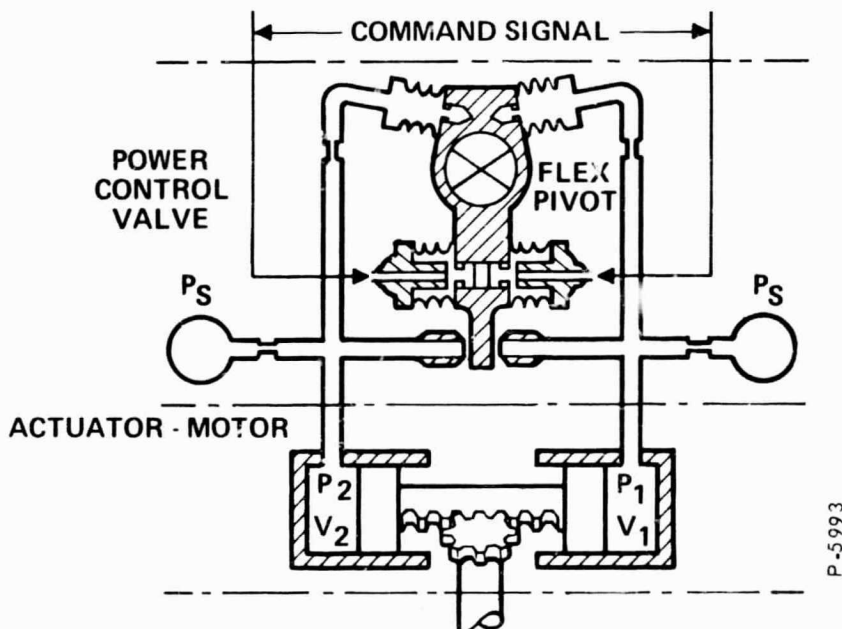 COMMAND SIGNAL
POWER
CONTROL
VALVE
FLEX
PIVOT
PS
PS
ACTUATOR - MOTOR
P2
V2
P1
V1
P-5993